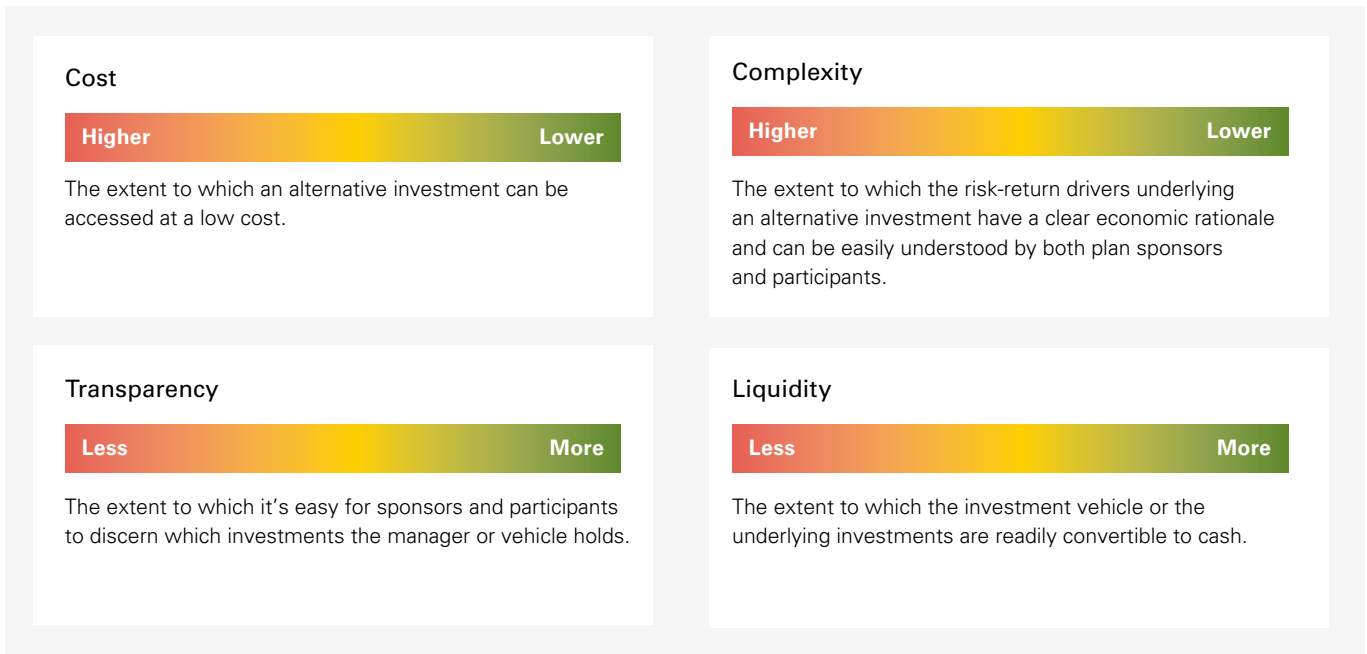 Cost
Higher Lower
The extent to which an alternative investment can be
accessed at a low cost.
Complexity
Higher Lower
The extent to which the risk-return drivers underlying
an alternative investment have a clear economic rationale
and can be easily understood by both plan sponsors
and participants.
Transparency
Less More
The extent to which it’s easy for sponsors and participants
to discern which investments the manager or vehicle holds.
Liquidity
Less More
The extent to which the investment vehicle or the
underlying investments are readily convertible to cash.